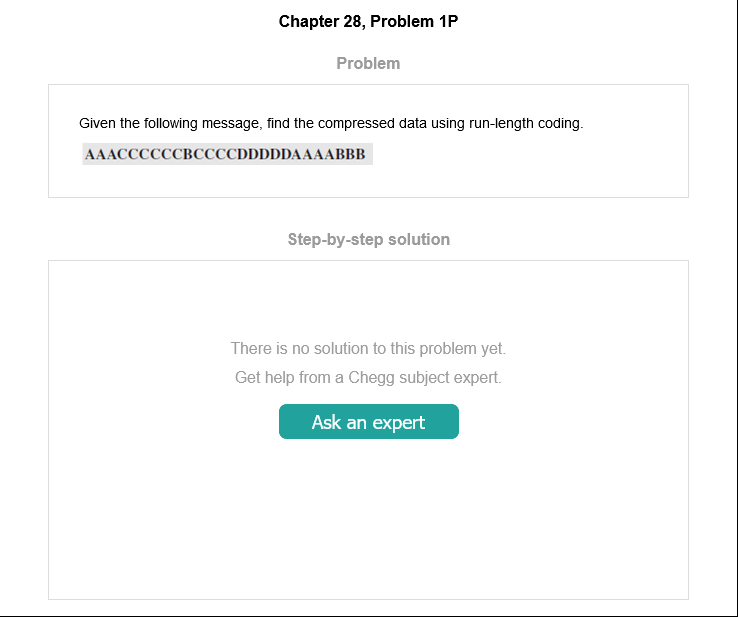 Chapter 28, Problem 1P
Problem
Given the following message, find the compressed data using run-length coding.
AAACCCCCCBCCCCDDDDDAAAABBB
Step-by-step solution
There is no solution to this problem yet.
Get help from a Chegg subject expert.
Ask an expert